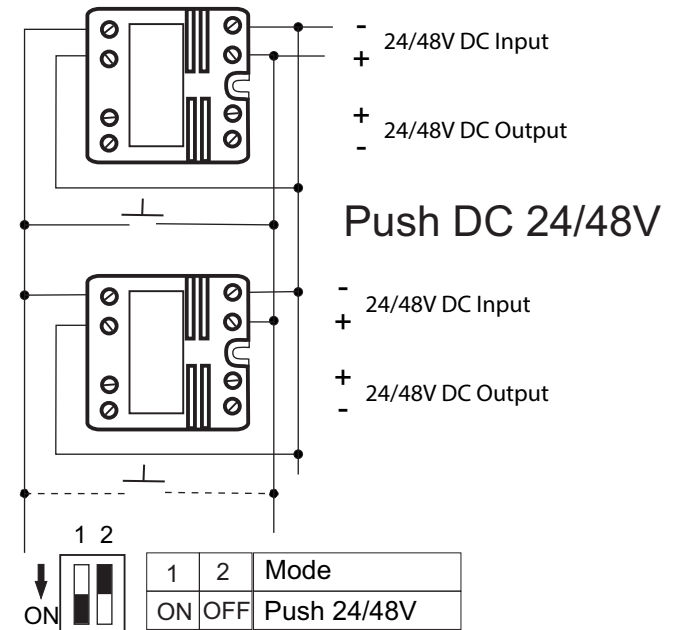 -
24/48V DC Input
+
+
24/48V DC Output
-
Push DC 24/48V
-
24/48V DC Input
+
+
24/48V DC Output
-
1 2
ON
1 2 Mode
ON OFF Push 24/48V